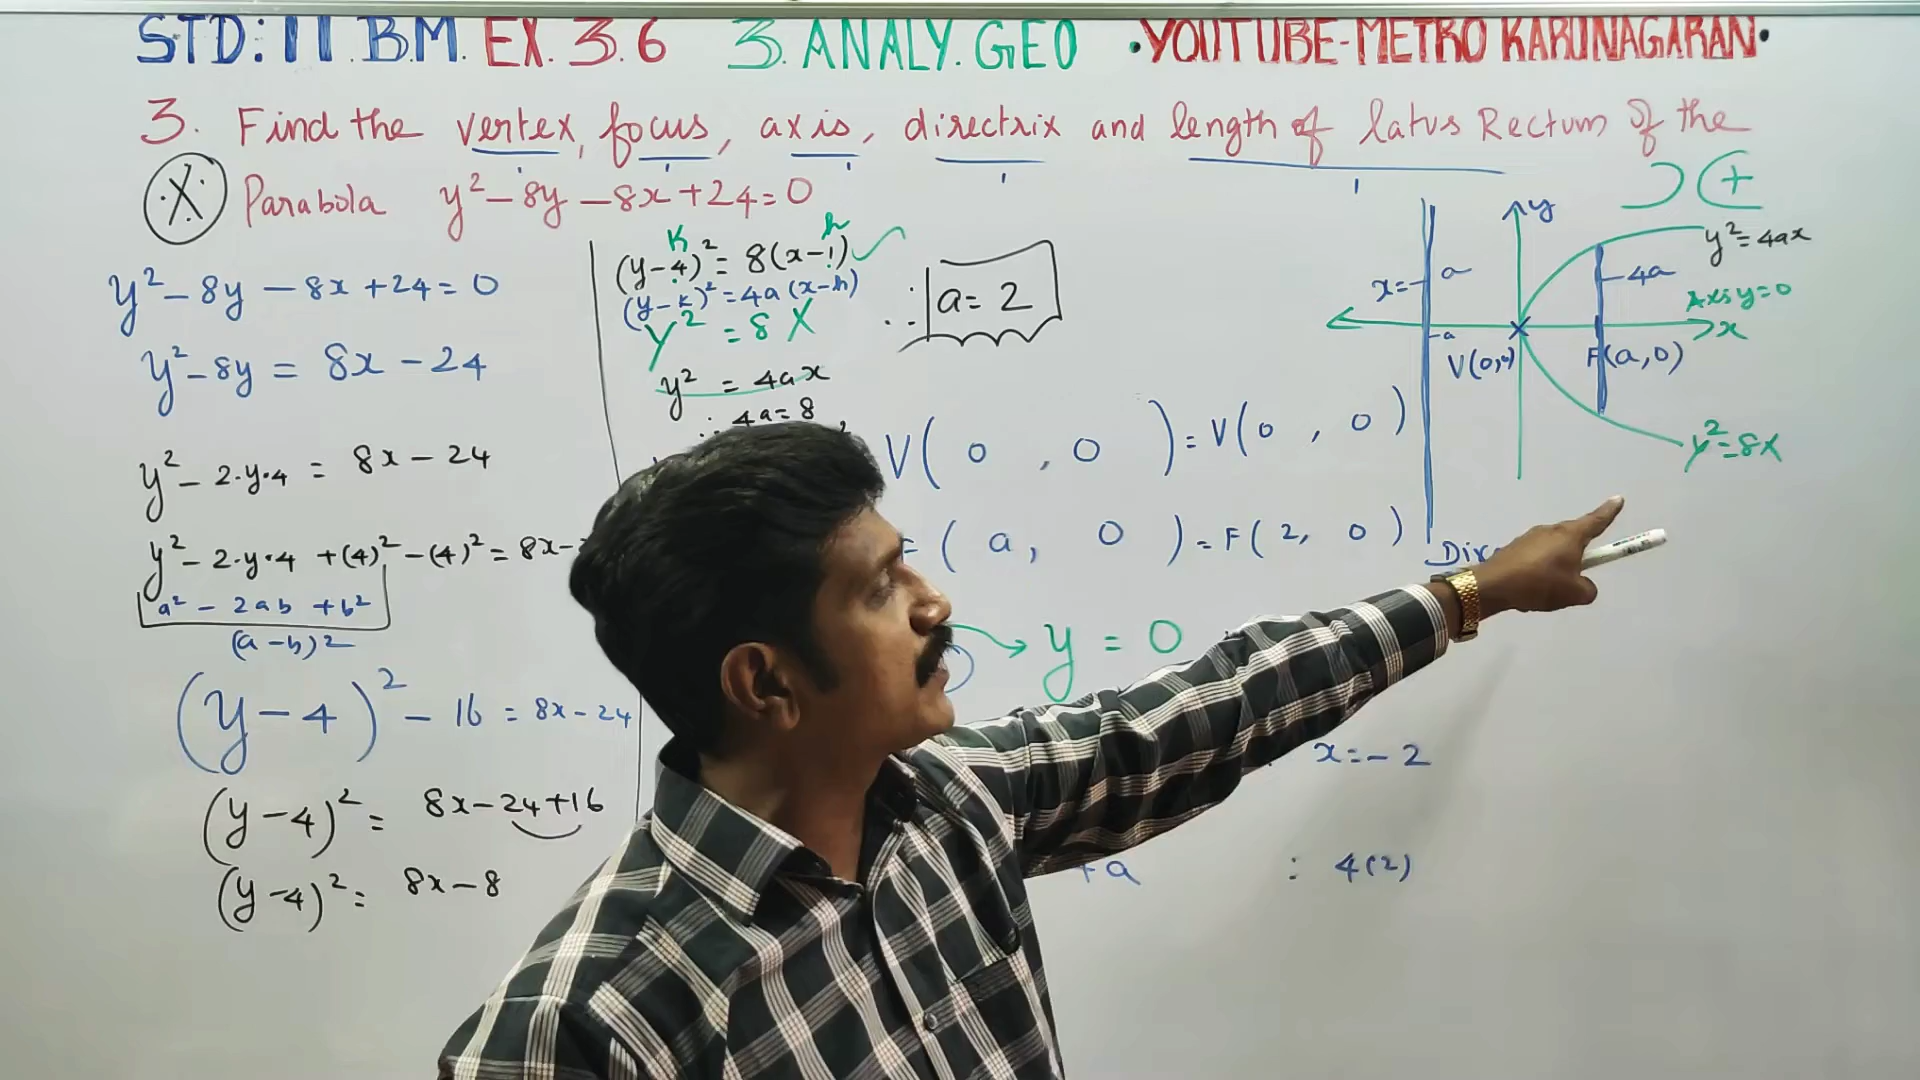 STD: 11. B.M. EX. 3.6 3. ANALY. GEO •YOUTUBE-METRO KARUNAGARAN•
3. Find the vertex, focus, axis, directrix and length of latus Rectum of the
Parabola y² - 8y - 8x + 24 = 0
y² - 8y - 8x + 24 = 0
y² - 8y = 8x - 24
y² - 2·y·4 = 8x - 24
y² - 2·y·4 + (4)² - (4)² = 8x -
a² - 2ab + b²
(a - b)²
(y - 4)² - 16 = 8x - 24
(y - 4)² = 8x - 24 + 16
(y - 4)² = 8x - 8
K h
(y - 4)² = 8(x - 1)
(y - k)² = 4a (x - h)
Y² = 8X
y² = 4ax
∴ 4a = 8
∴ a = 2
V( 0 , 0 ) = V( 0 , 0 )
( a, 0 ) = F( 2, 0 )
y = 0
x = - 2
a : 4(2)
+
y
y² = 4ax
x = - a
4a
Axis y = 0
x
-a
V(0,0)
F(a,0)
y² = 8X